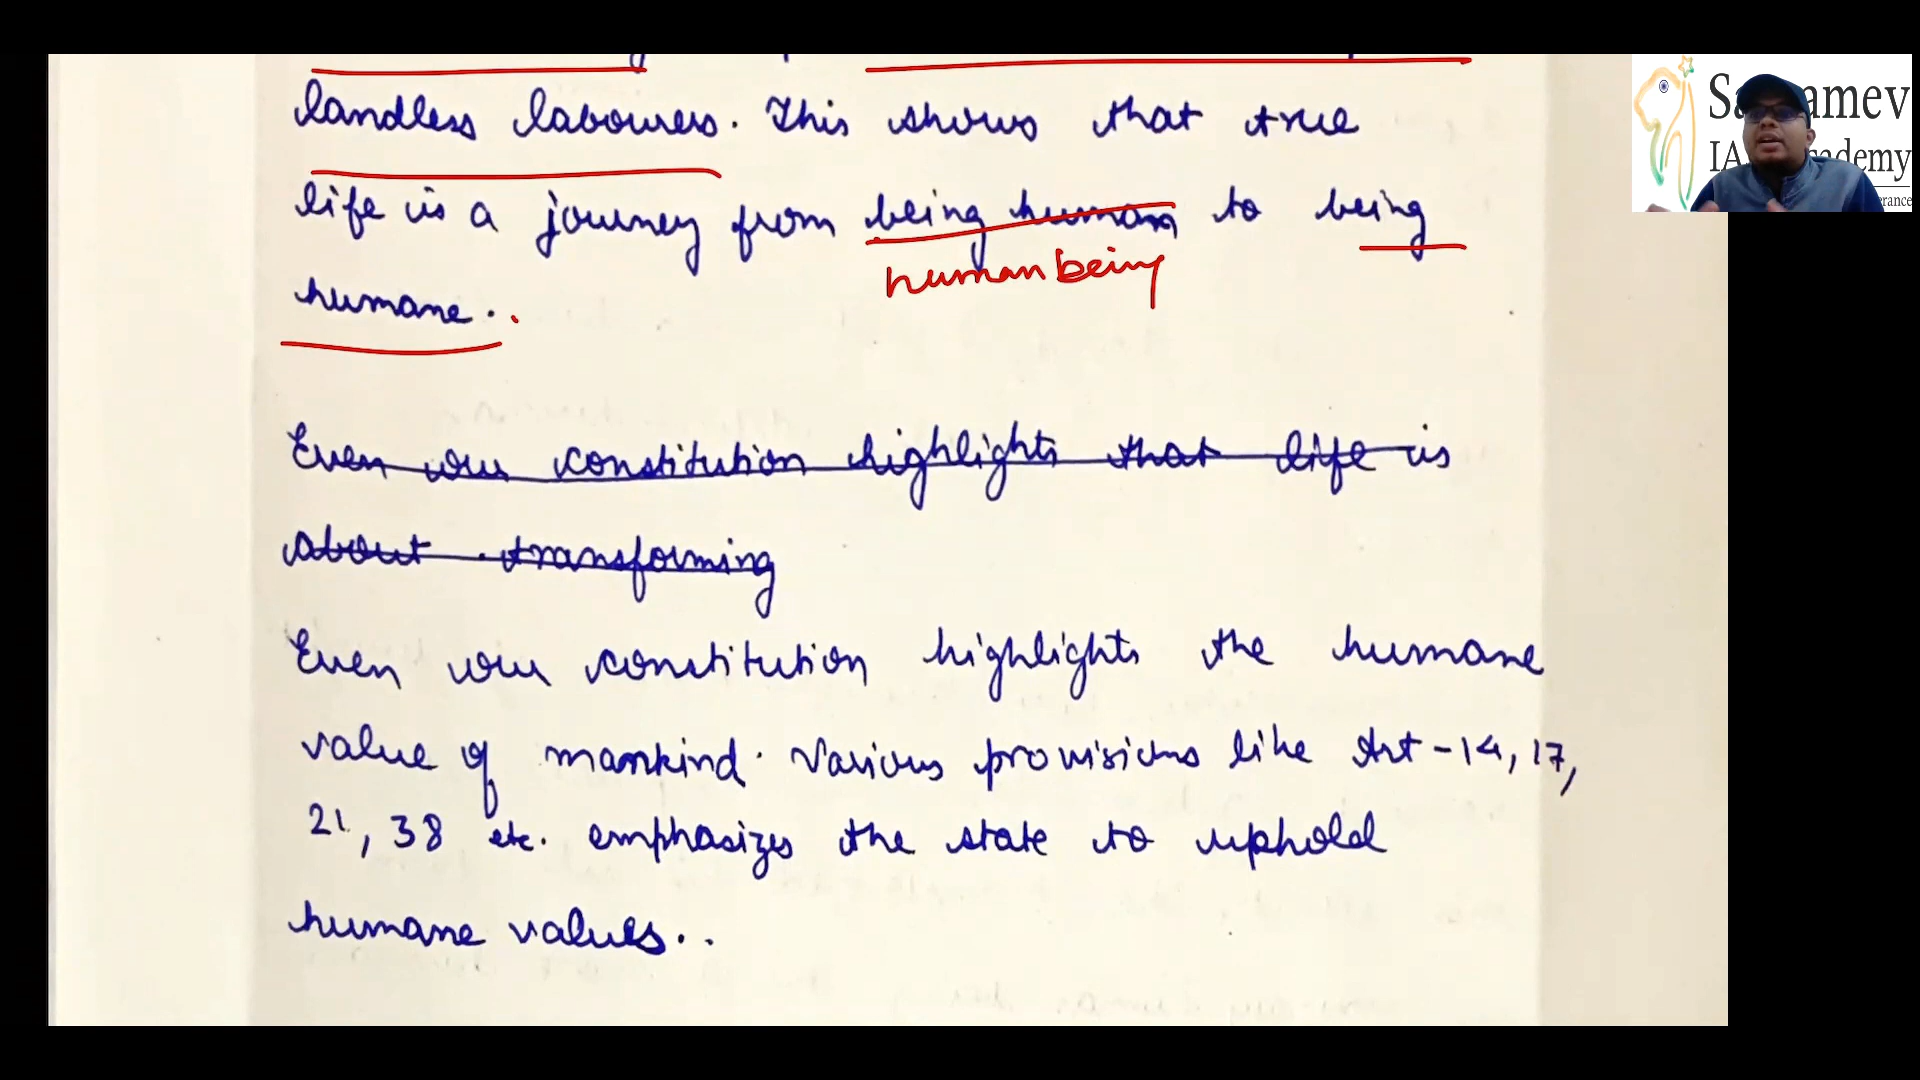 landless labourers. This shows that true
life is a journey from being human to being
human being
humane..
Even our constitution highlights that life is
about transforming
Even our constitution highlights the humane
value of mankind. Various provisions like Art-14, 17,
21, 38 etc. emphasizes the state to uphold
humane values..